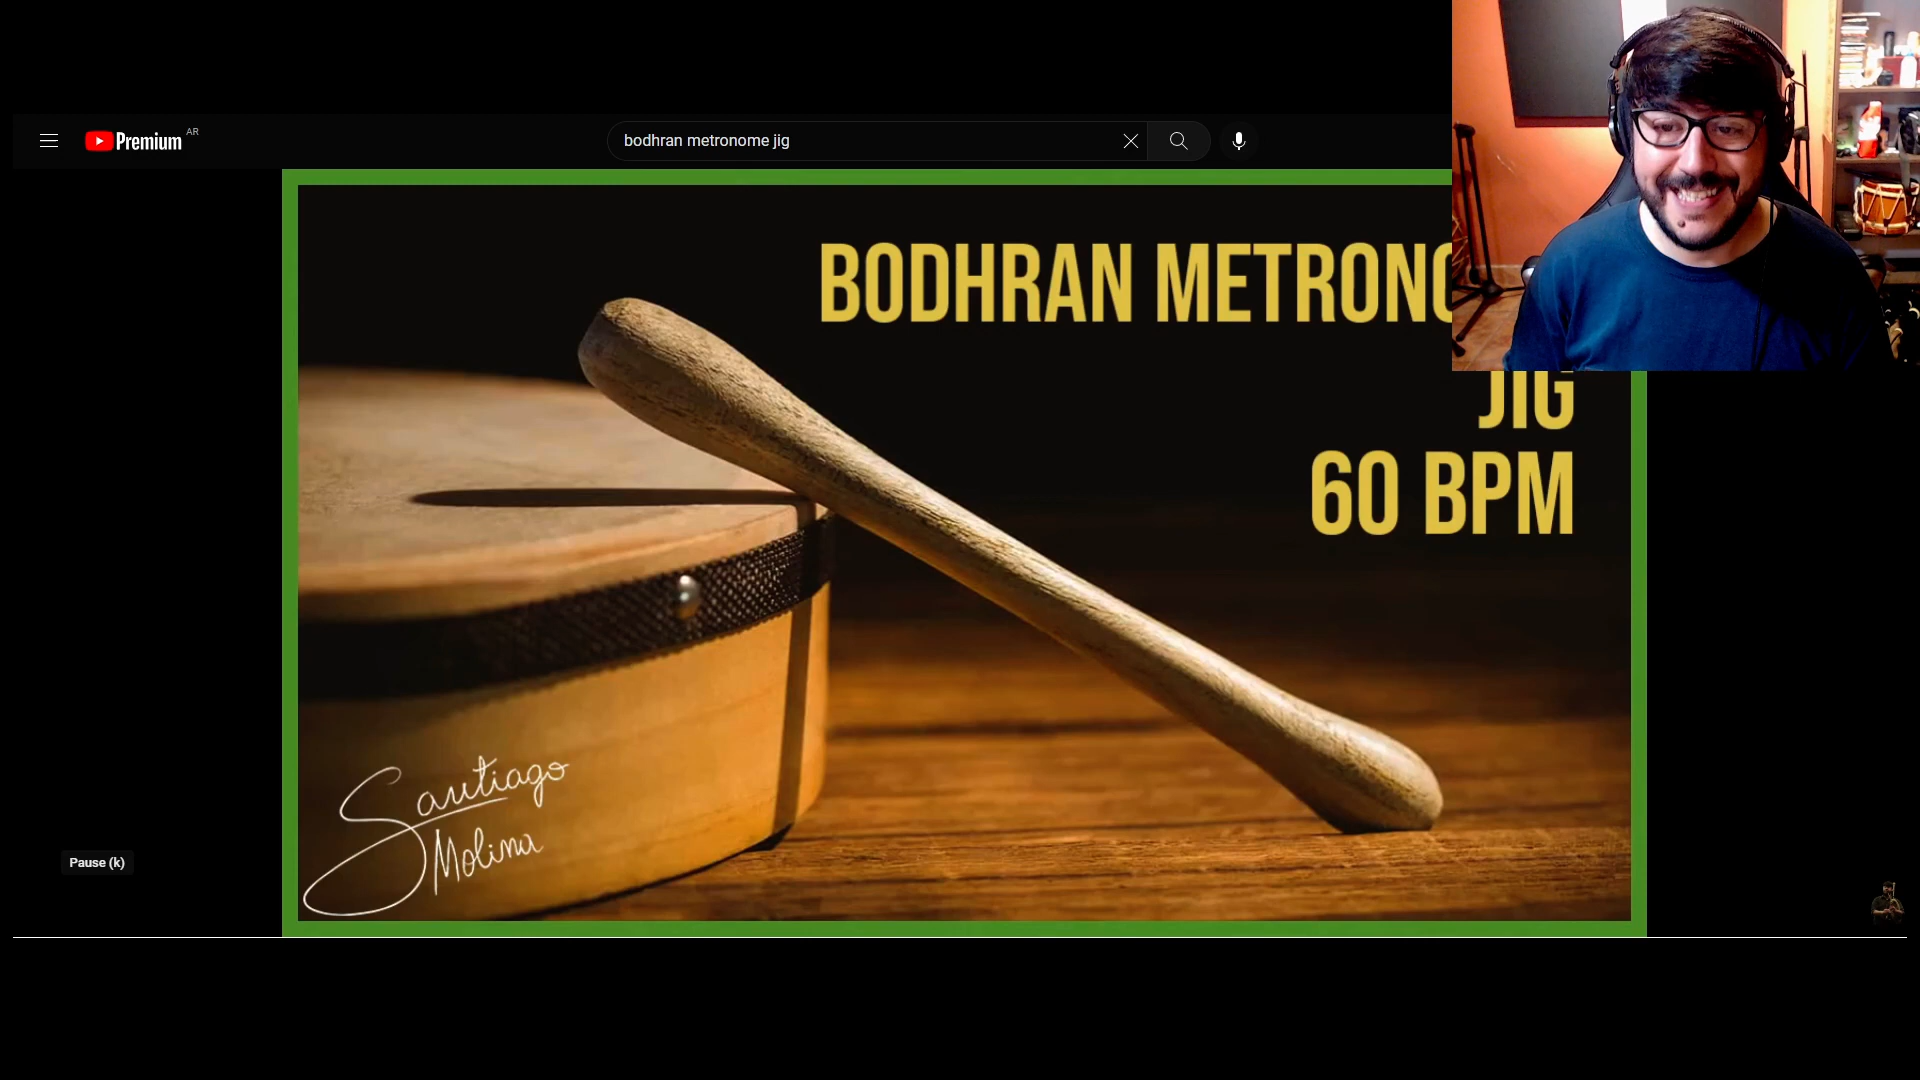 Premium AR
bodhran metronome jig
BODHRAN METRONO
JIG
60 BPM
Santiago
Molina
Pause (k)